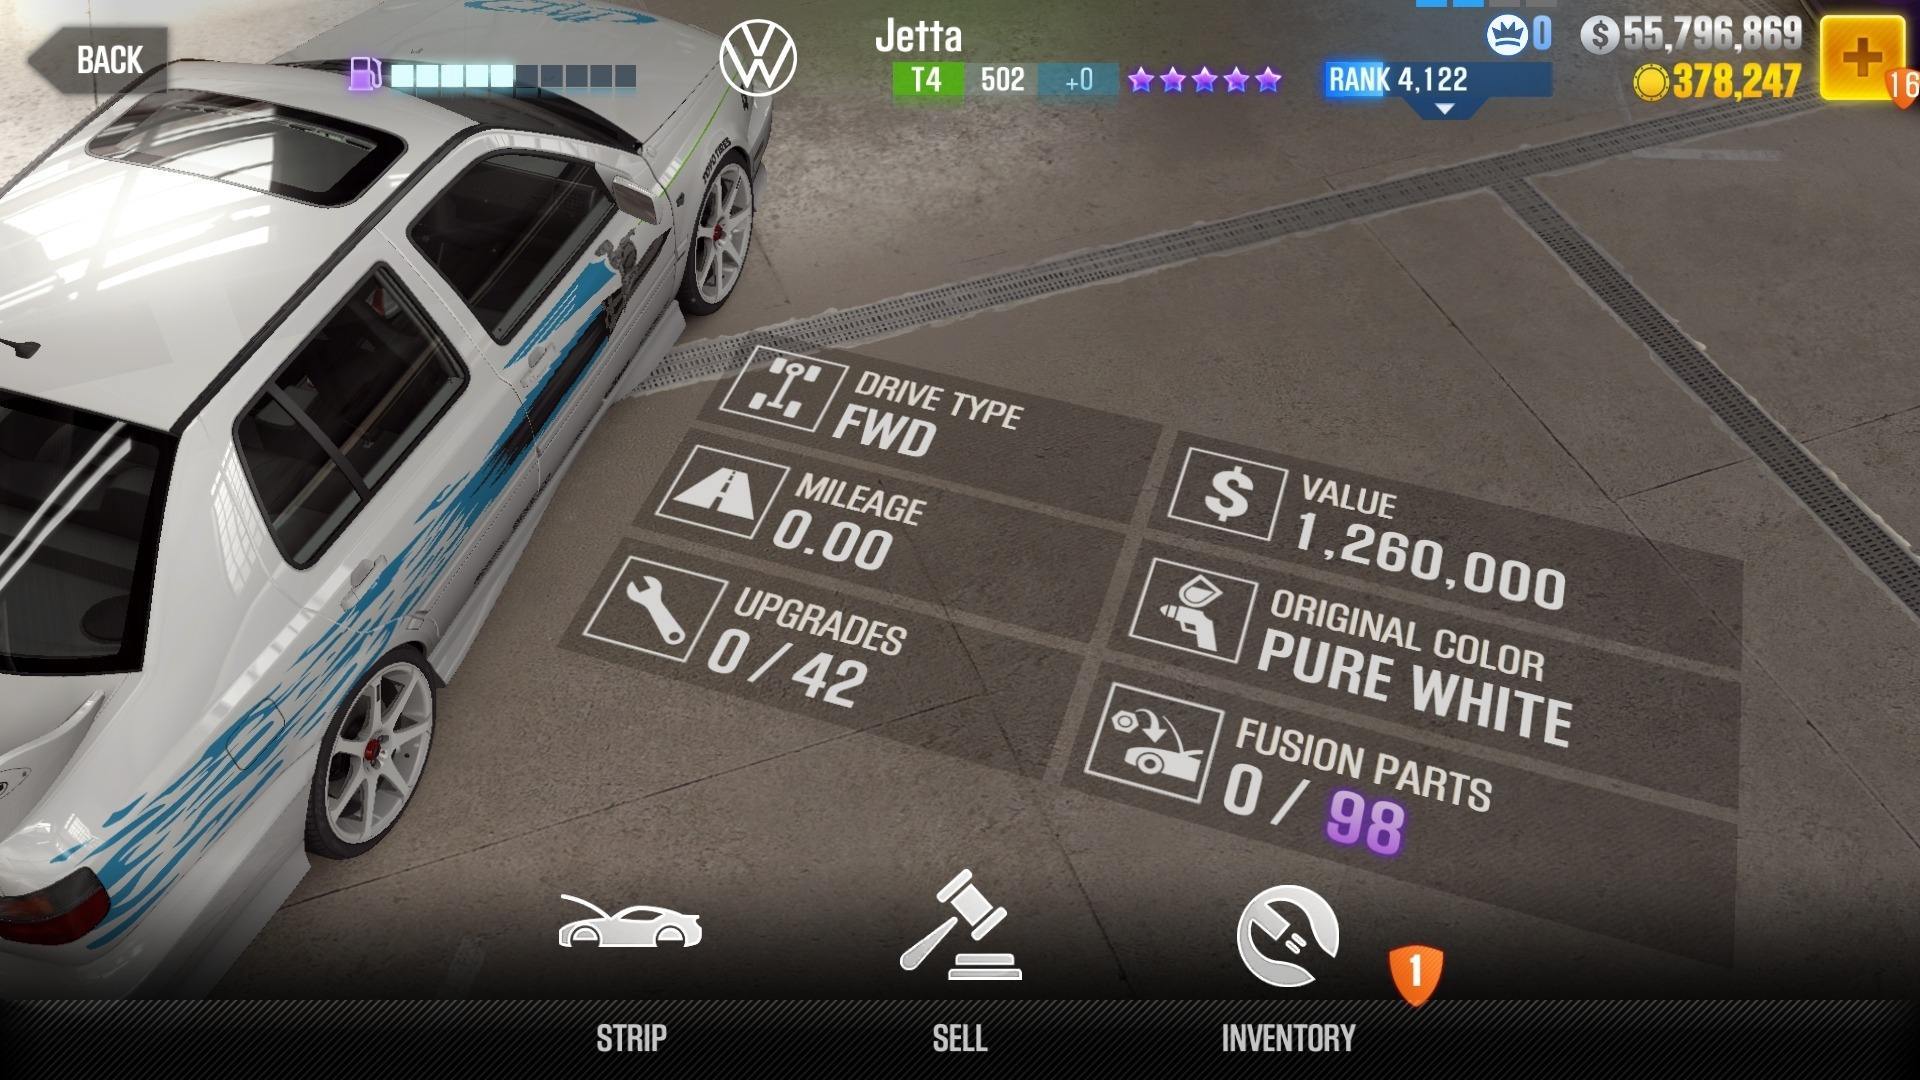 BACK
Jetta
T4 502 +0
RANK 4,122
0
55,796,869
378,247
16
TOYO TIRES
DRIVE TYPE
FWD
MILEAGE
0.00
UPGRADES
0 / 42
VALUE
1,260,000
ORIGINAL COLOR
PURE WHITE
FUSION PARTS
0 / 98
STRIP
SELL
INVENTORY
1